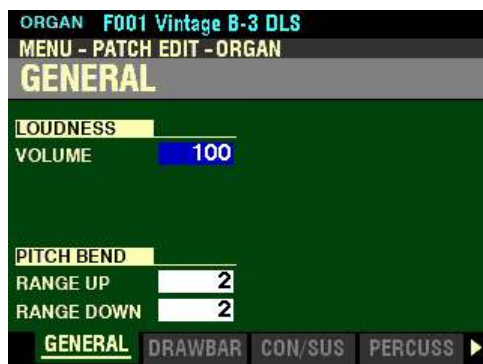 ORGAN F001 Vintage B-3 DLS
MENU - PATCH EDIT - ORGAN
GENERAL
LOUDNESS
VOLUME 100
PITCH BEND
RANGE UP 2
RANGE DOWN 2
GENERAL DRAWBAR CON/SUS PERCUSS